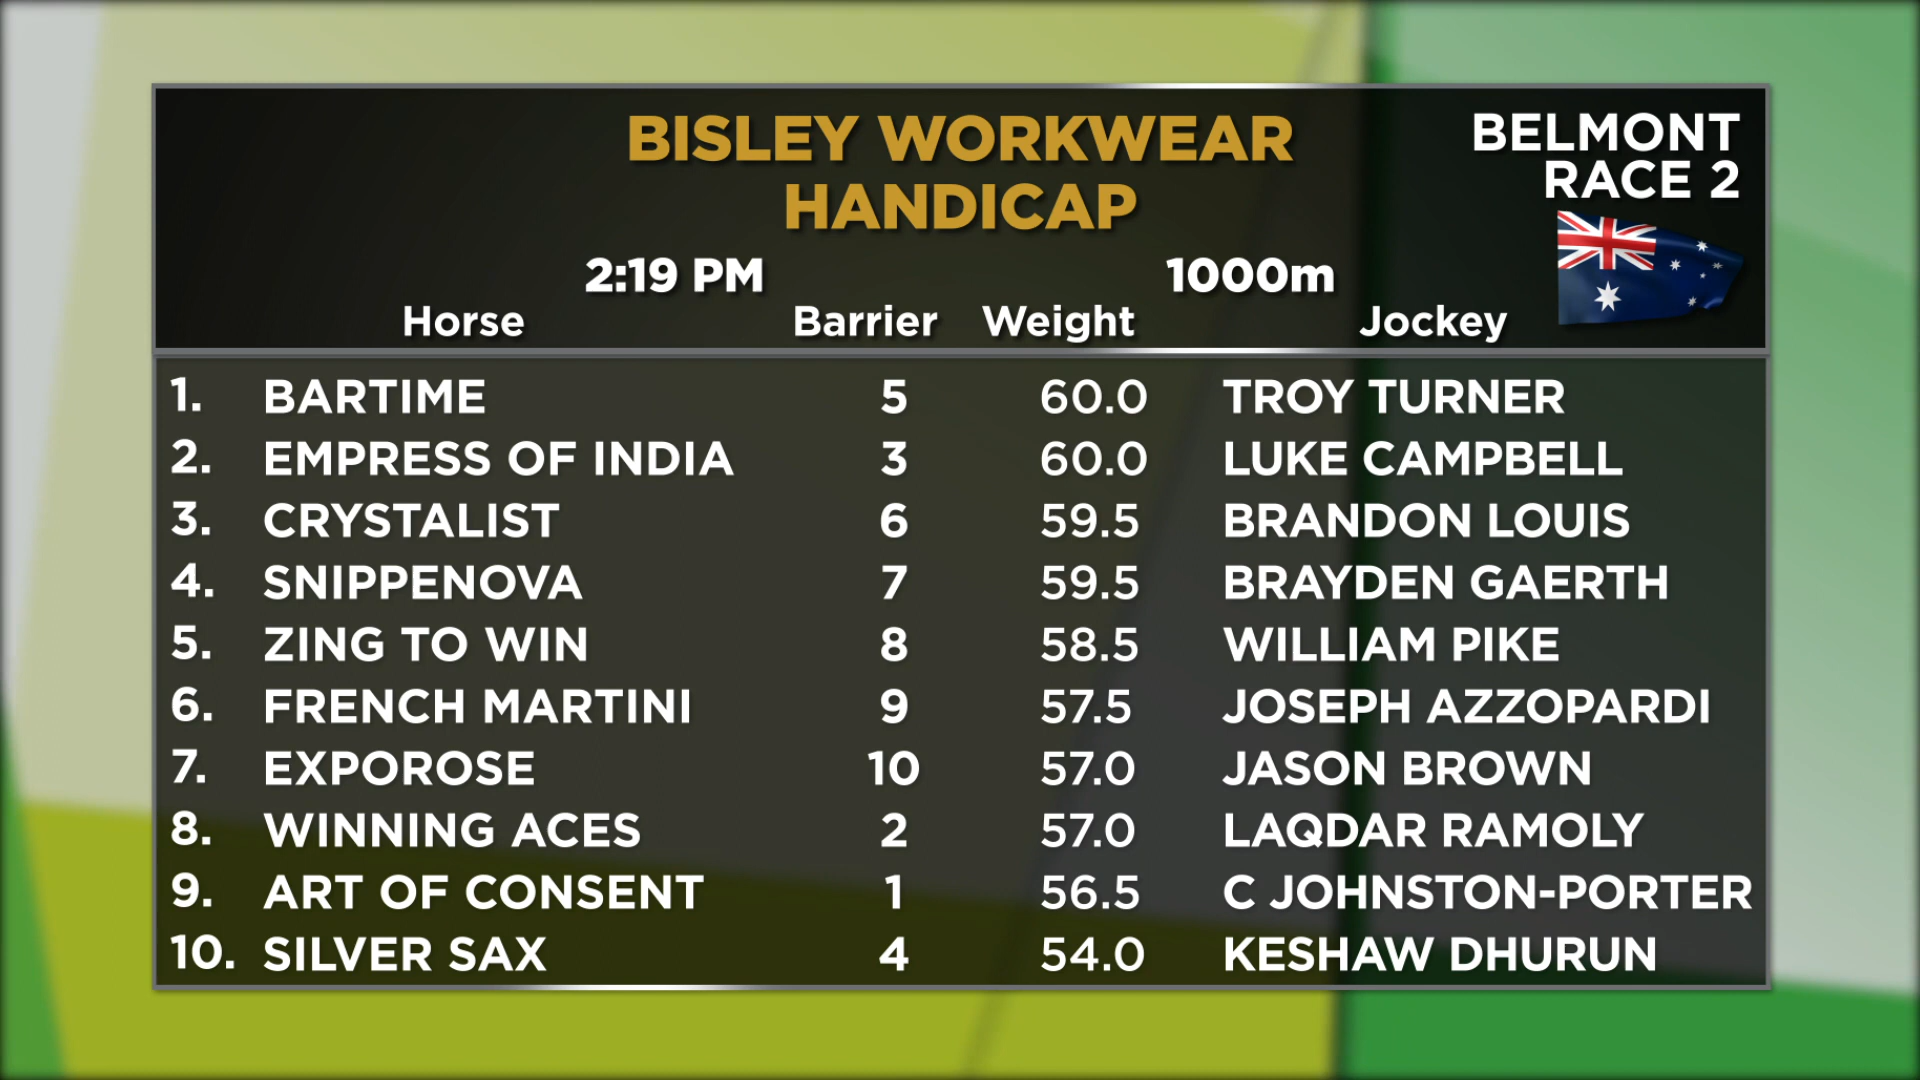 BISLEY WORKWEAR
HANDICAP
BELMONT
RACE 2
2:19 PM 1000m
Horse Barrier Weight Jockey
1. BARTIME 5 60.0 TROY TURNER
2. EMPRESS OF INDIA 3 60.0 LUKE CAMPBELL
3. CRYSTALIST 6 59.5 BRANDON LOUIS
4. SNIPPENOVA 7 59.5 BRAYDEN GAERTH
5. ZING TO WIN 8 58.5 WILLIAM PIKE
6. FRENCH MARTINI 9 57.5 JOSEPH AZZOPARDI
7. EXPOROSE 10 57.0 JASON BROWN
8. WINNING ACES 2 57.0 LAQDAR RAMOLY
9. ART OF CONSENT 1 56.5 C JOHNSTON-PORTER
10. SILVER SAX 4 54.0 KESHAW DHURUN